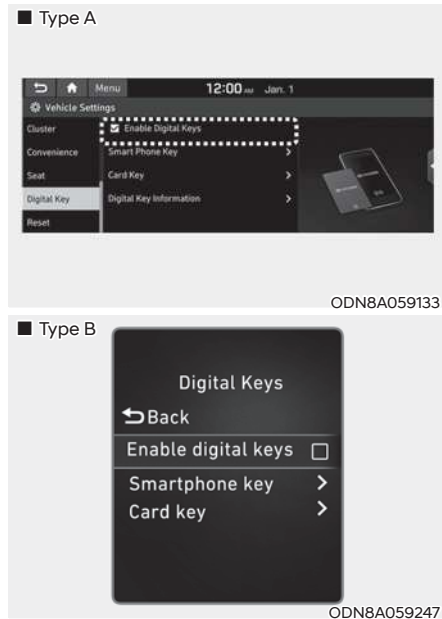 ■ Type A
Menu 12:00 AM Jan. 1
Vehicle Settings
Cluster
Enable Digital Keys
Convenience
Smart Phone Key
Seat
Card Key
Digital Key
Digital Key Information
Reset
ODN8A059133
■ Type B
Digital Keys
Back
Enable digital keys
Smartphone key
Card key
ODN8A059247